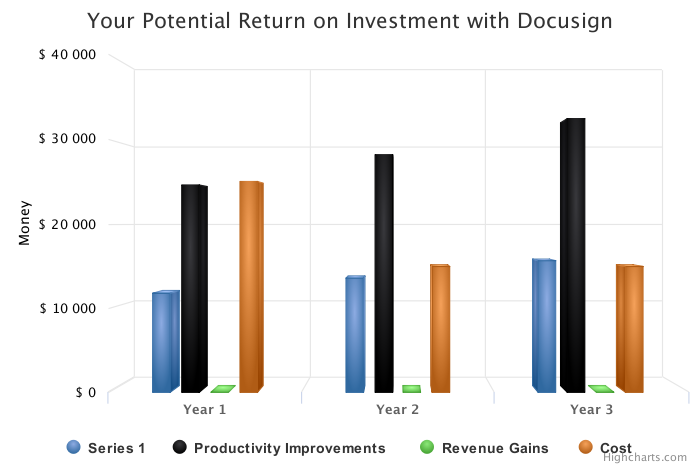 Your Potential Return on Investment with Docusign
$ 40 000
$ 30 000
$ 20 000
$ 10 000
$ 0
Money
Year 1
Year 2
Year 3
Series 1
Productivity Improvements
Revenue Gains
Cost
Highcharts.com